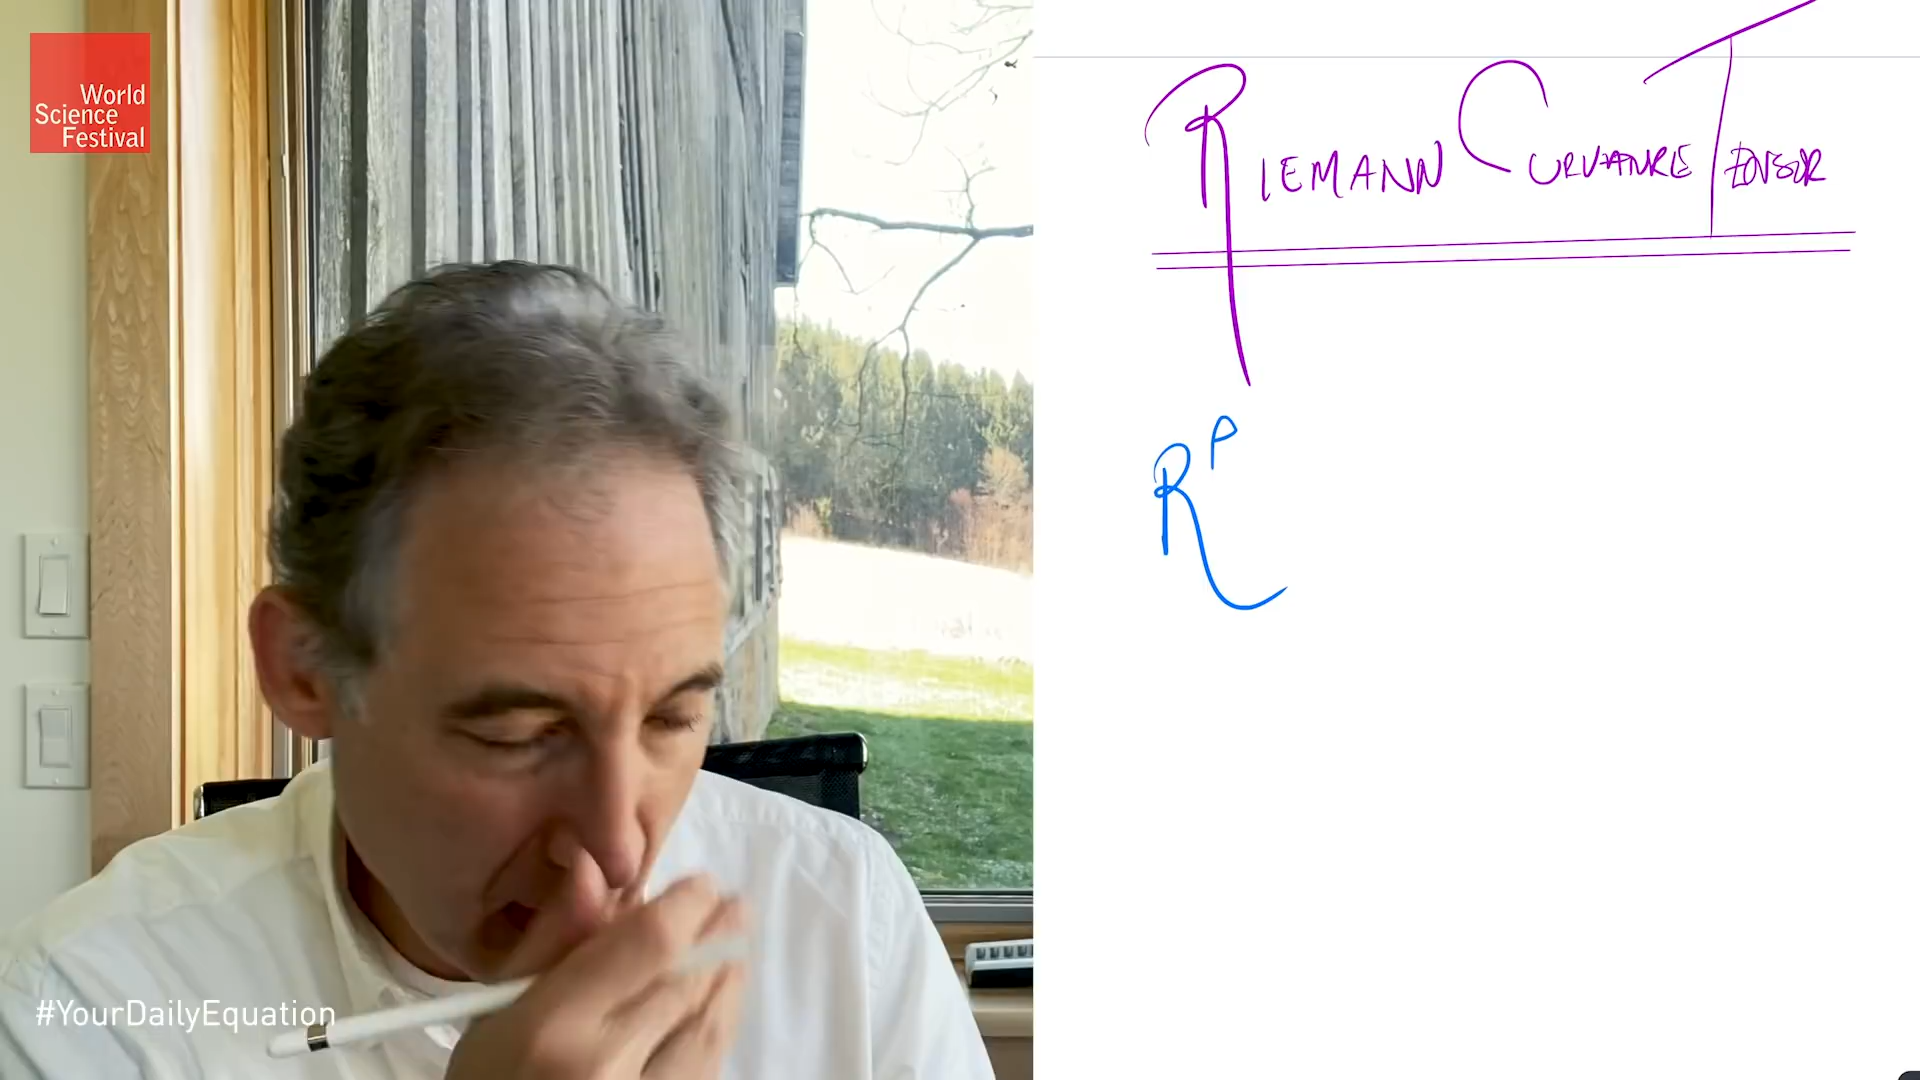 World
Science
Festival
RIEMANN CURVATURE TENSOR
R^ρ
#YourDailyEquation